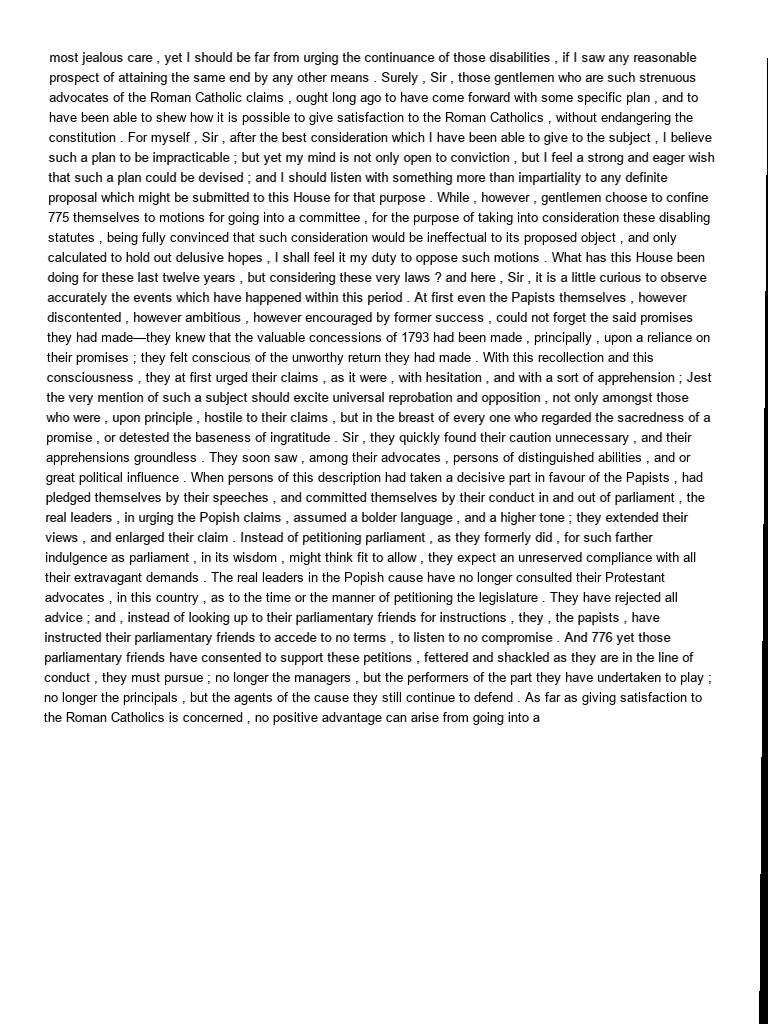 most jealous care , yet I should be far from urging the continuance of those disabilities , if I saw any reasonable
prospect of attaining the same end by any other means . Surely , Sir , those gentlemen who are such strenuous
advocates of the Roman Catholic claims , ought long ago to have come forward with some specific plan , and to
have been able to shew how it is possible to give satisfaction to the Roman Catholics , without endangering the
constitution . For myself , Sir , after the best consideration which I have been able to give to the subject , I believe
such a plan to be impracticable ; but yet my mind is not only open to conviction , but I feel a strong and eager wish
that such a plan could be devised ; and I should listen with something more than impartiality to any definite
proposal which might be submitted to this House for that purpose . While , however , gentlemen choose to confine
775 themselves to motions for going into a committee , for the purpose of taking into consideration these disabling
statutes , being fully convinced that such consideration would be ineffectual to its proposed object , and only
calculated to hold out delusive hopes , I shall feel it my duty to oppose such motions . What has this House been
doing for these last twelve years , but considering these very laws ? and here , Sir , it is a little curious to observe
accurately the events which have happened within this period . At first even the Papists themselves , however
discontented , however ambitious , however encouraged by former success , could not forget the said promises
they had made—they knew that the valuable concessions of 1793 had been made , principally , upon a reliance on
their promises ; they felt conscious of the unworthy return they had made . With this recollection and this
consciousness , they at first urged their claims , as it were , with hesitation , and with a sort of apprehension ; Jest
the very mention of such a subject should excite universal reprobation and opposition , not only amongst those
who were , upon principle , hostile to their claims , but in the breast of every one who regarded the sacredness of a
promise , or detested the baseness of ingratitude . Sir , they quickly found their caution unnecessary , and their
apprehensions groundless . They soon saw , among their advocates , persons of distinguished abilities , and or
great political influence . When persons of this description had taken a decisive part in favour of the Papists , had
pledged themselves by their speeches , and committed themselves by their conduct in and out of parliament , the
real leaders , in urging the Popish claims , assumed a bolder language , and a higher tone ; they extended their
views , and enlarged their claim . Instead of petitioning parliament , as they formerly did , for such farther
indulgence as parliament , in its wisdom , might think fit to allow , they expect an unreserved compliance with all
their extravagant demands . The real leaders in the Popish cause have no longer consulted their Protestant
advocates , in this country , as to the time or the manner of petitioning the legislature . They have rejected all
advice ; and , instead of looking up to their parliamentary friends for instructions , they , the papists , have
instructed their parliamentary friends to accede to no terms , to listen to no compromise . And 776 yet those
parliamentary friends have consented to support these petitions , fettered and shackled as they are in the line of
conduct , they must pursue ; no longer the managers , but the performers of the part they have undertaken to play ;
no longer the principals , but the agents of the cause they still continue to defend . As far as giving satisfaction to
the Roman Catholics is concerned , no positive advantage can arise from going into a